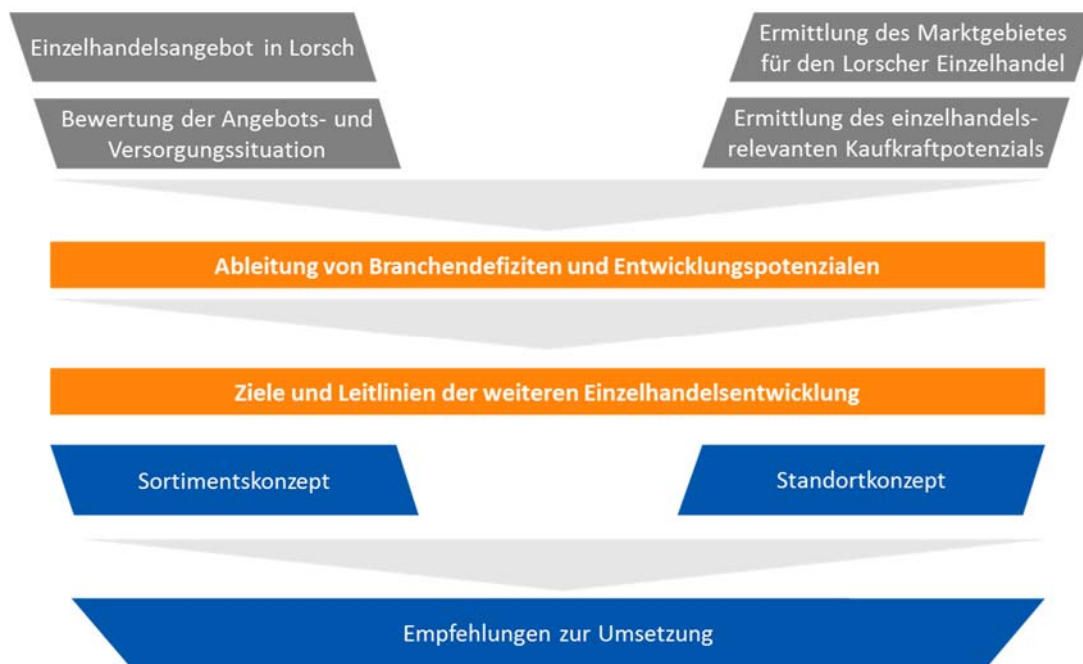 Einzelhandelsangebot in Lorsch
Bewertung der Angebots- und
Versorgungssituation
Ermittlung des Marktgebietes
für den Lorscher Einzelhandel
Ermittlung des einzelhandels-
relevanten Kaufkraftpotenzials
Ableitung von Branchendefiziten und Entwicklungspotenzialen
Ziele und Leitlinien der weiteren Einzelhandelsentwicklung
Sortimentskonzept
Standortkonzept
Empfehlungen zur Umsetzung